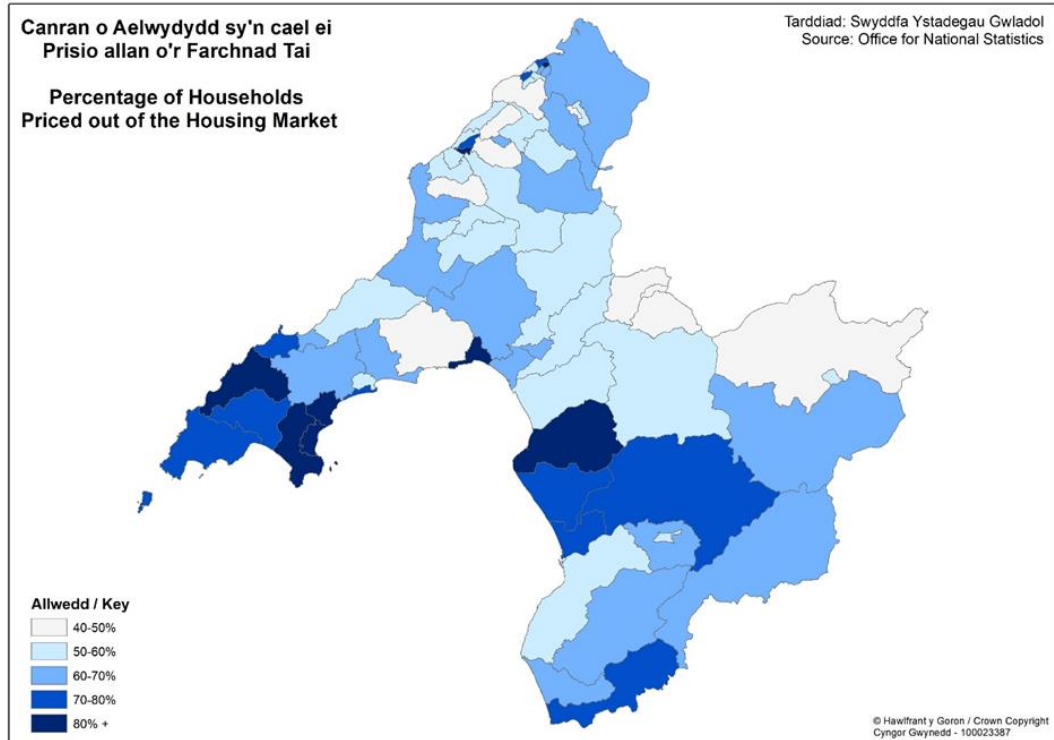 Canran o Aelwydydd sy'n cael ei
Prisio allan o'r Farchnad Tai
Percentage of Households
Priced out of the Housing Market
Tarddiad: Swyddfa Ystadegau Gwladol
Source: Office for National Statistics
Allwedd / Key
40-50%
50-60%
60-70%
70-80%
80% +
© Hawlfrant y Goron / Crown Copyright
Cyngor Gwynedd - 100023387